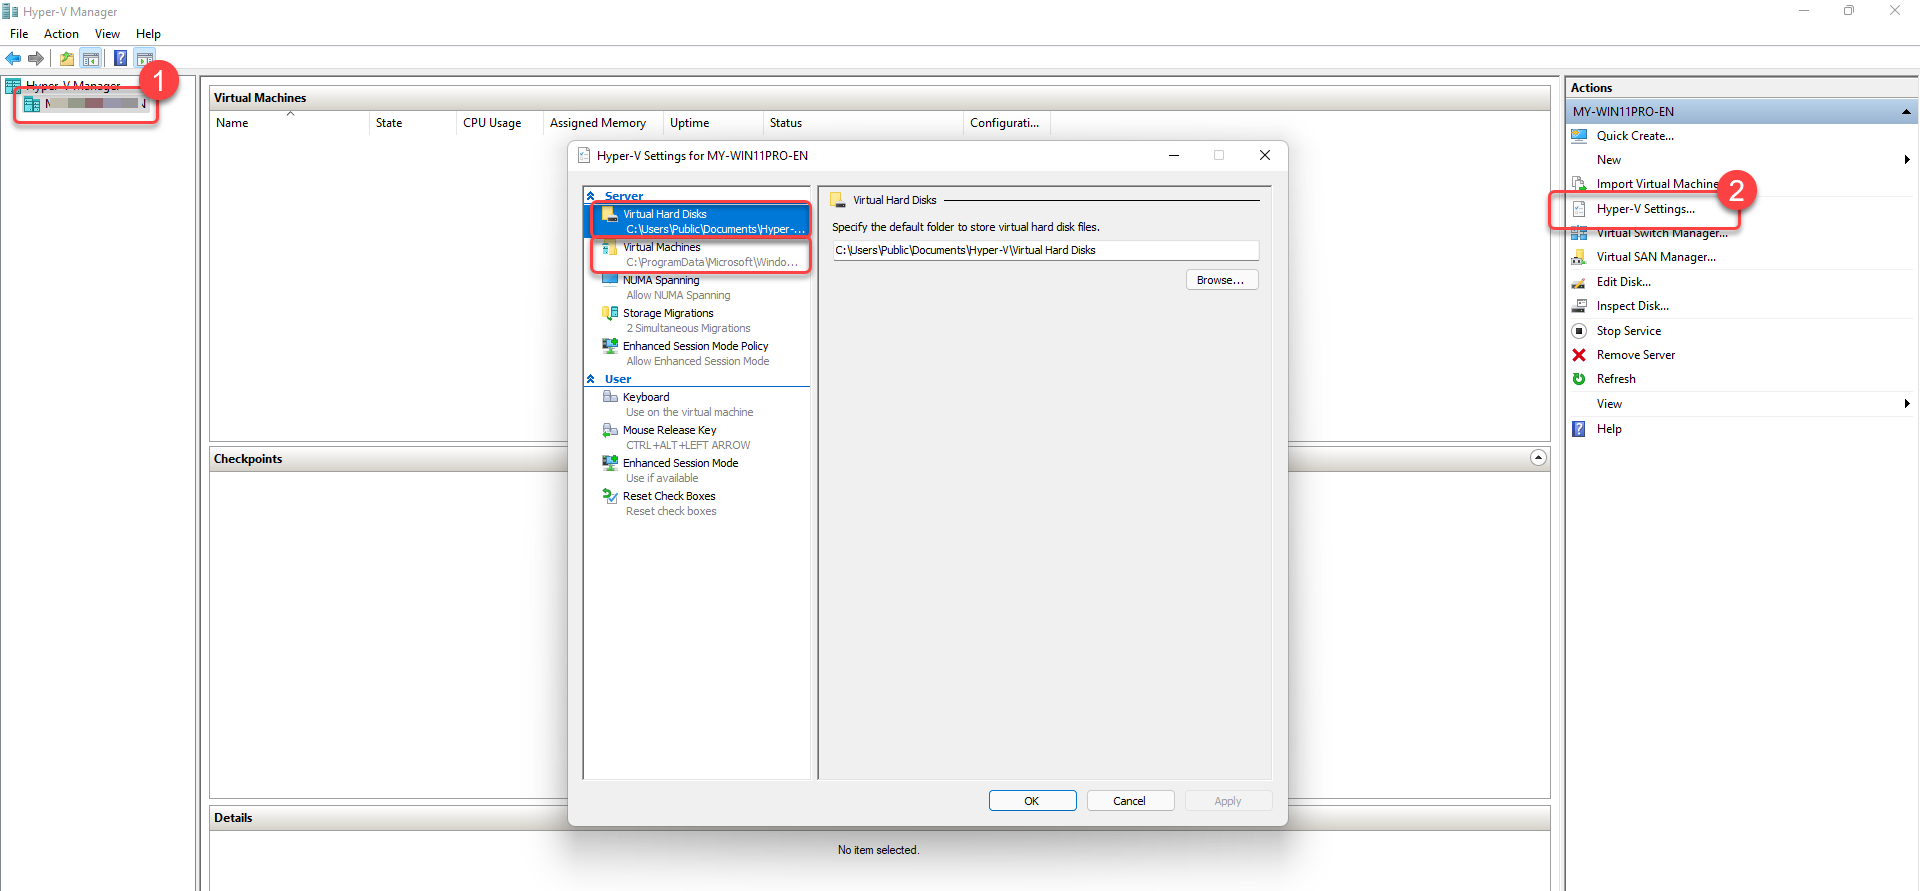 Hyper-V Manager
File Action View Help
Hyper-V Manager
1
Virtual Machines
Name State CPU Usage Assigned Memory Uptime Status Configurati...
Checkpoints
Details
No item selected.
Hyper-V Settings for MY-WIN11PRO-EN
Server
Virtual Hard Disks
C:\Users\Public\Documents\Hyper-...
Virtual Machines
C:\ProgramData\Microsoft\Windo...
NUMA Spanning
Allow NUMA Spanning
Storage Migrations
2 Simultaneous Migrations
Enhanced Session Mode Policy
Allow Enhanced Session Mode
User
Keyboard
Use on the virtual machine
Mouse Release Key
CTRL+ALT+LEFT ARROW
Enhanced Session Mode
Use if available
Reset Check Boxes
Reset check boxes
Virtual Hard Disks
Specify the default folder to store virtual hard disk files.
C:\Users\Public\Documents\Hyper-V\Virtual Hard Disks
Browse...
OK Cancel Apply
Actions
MY-WIN11PRO-EN
Quick Create...
New
Import Virtual Machine
2
Hyper-V Settings...
Virtual Switch Manager...
Virtual SAN Manager...
Edit Disk...
Inspect Disk...
Stop Service
Remove Server
Refresh
View
Help